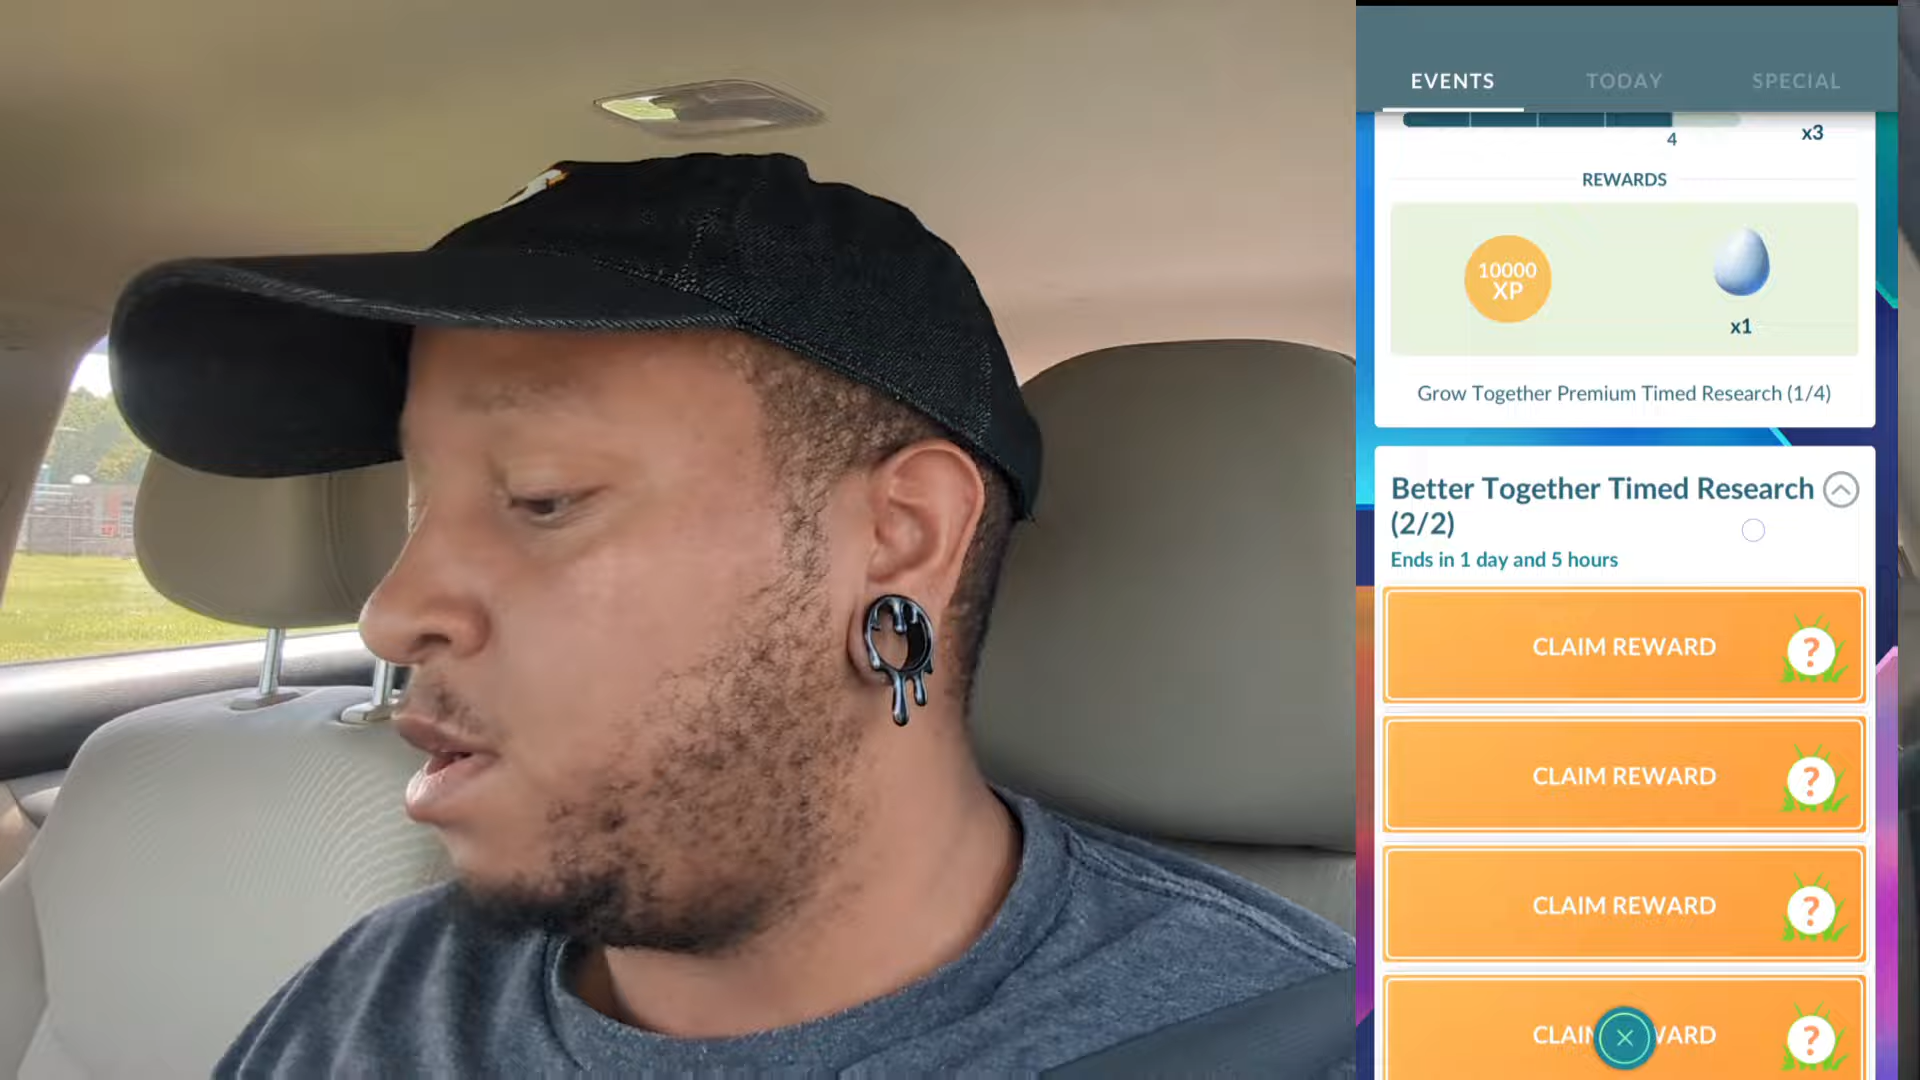 EVENTS TODAY SPECIAL
4
x3
REWARDS
10000
XP
x1
Grow Together Premium Timed Research (1/4)
Better Together Timed Research
(2/2)
Ends in 1 day and 5 hours
CLAIM REWARD ?
CLAIM REWARD ?
CLAIM REWARD ?
?